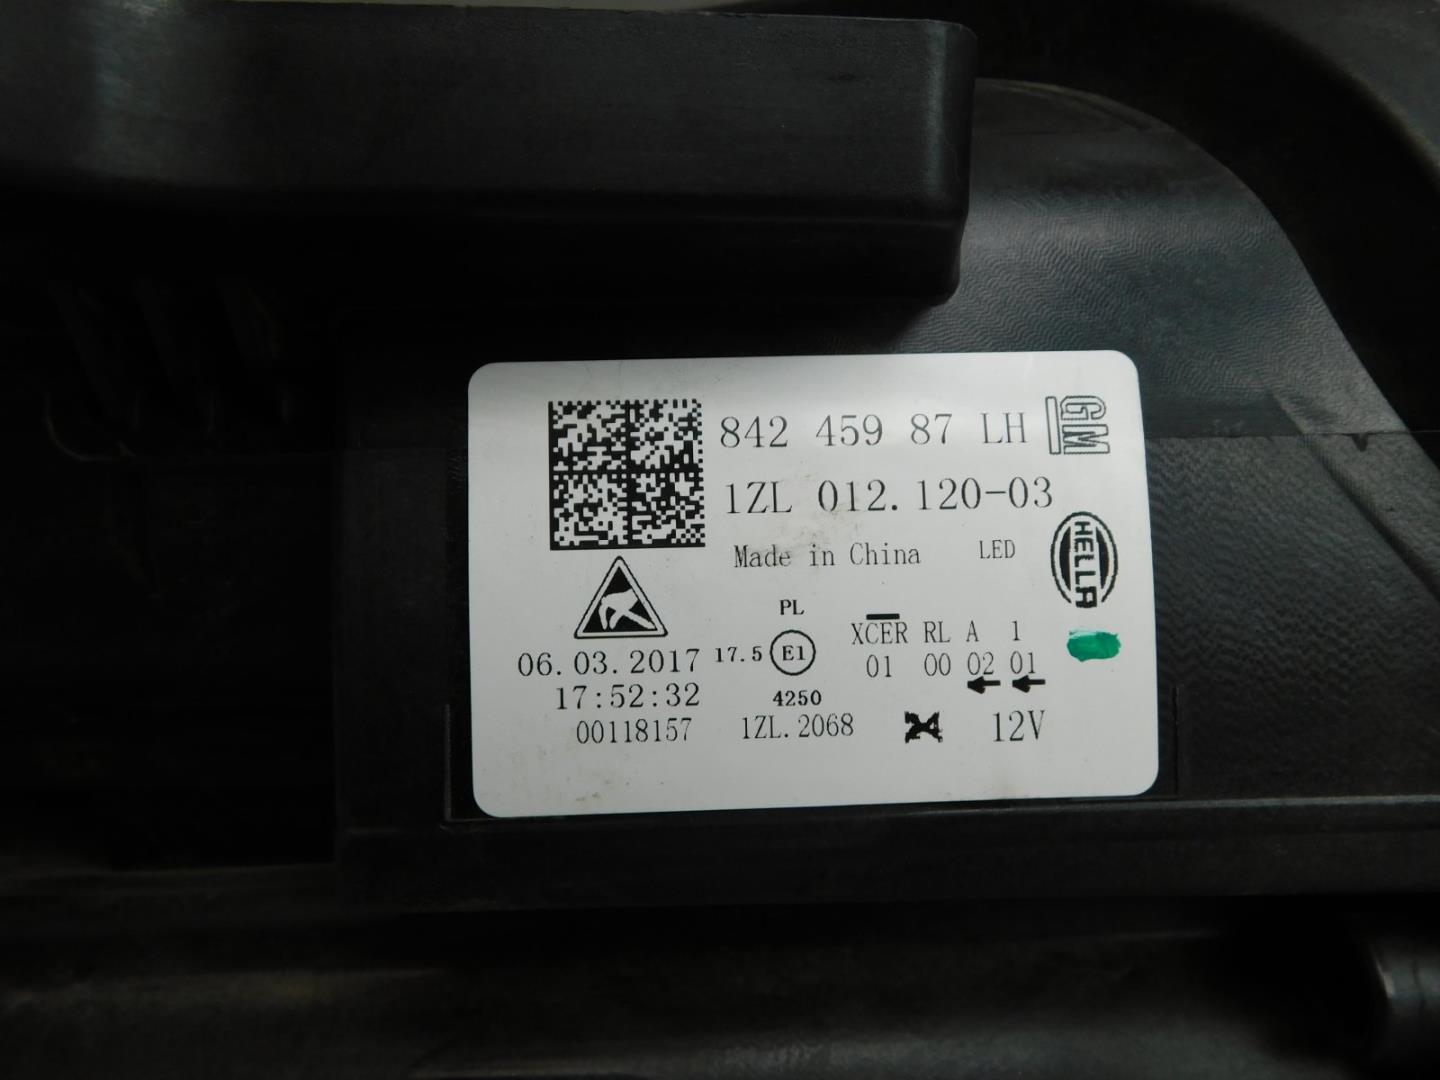 842 459 87 LH GM
1ZL 012.120-03
Made in China LED HELLA
PL
XCER RL A 1
06.03.2017 17.5 E1 01 00 02 01
17:52:32 4250
00118157 1ZL.2068 12V